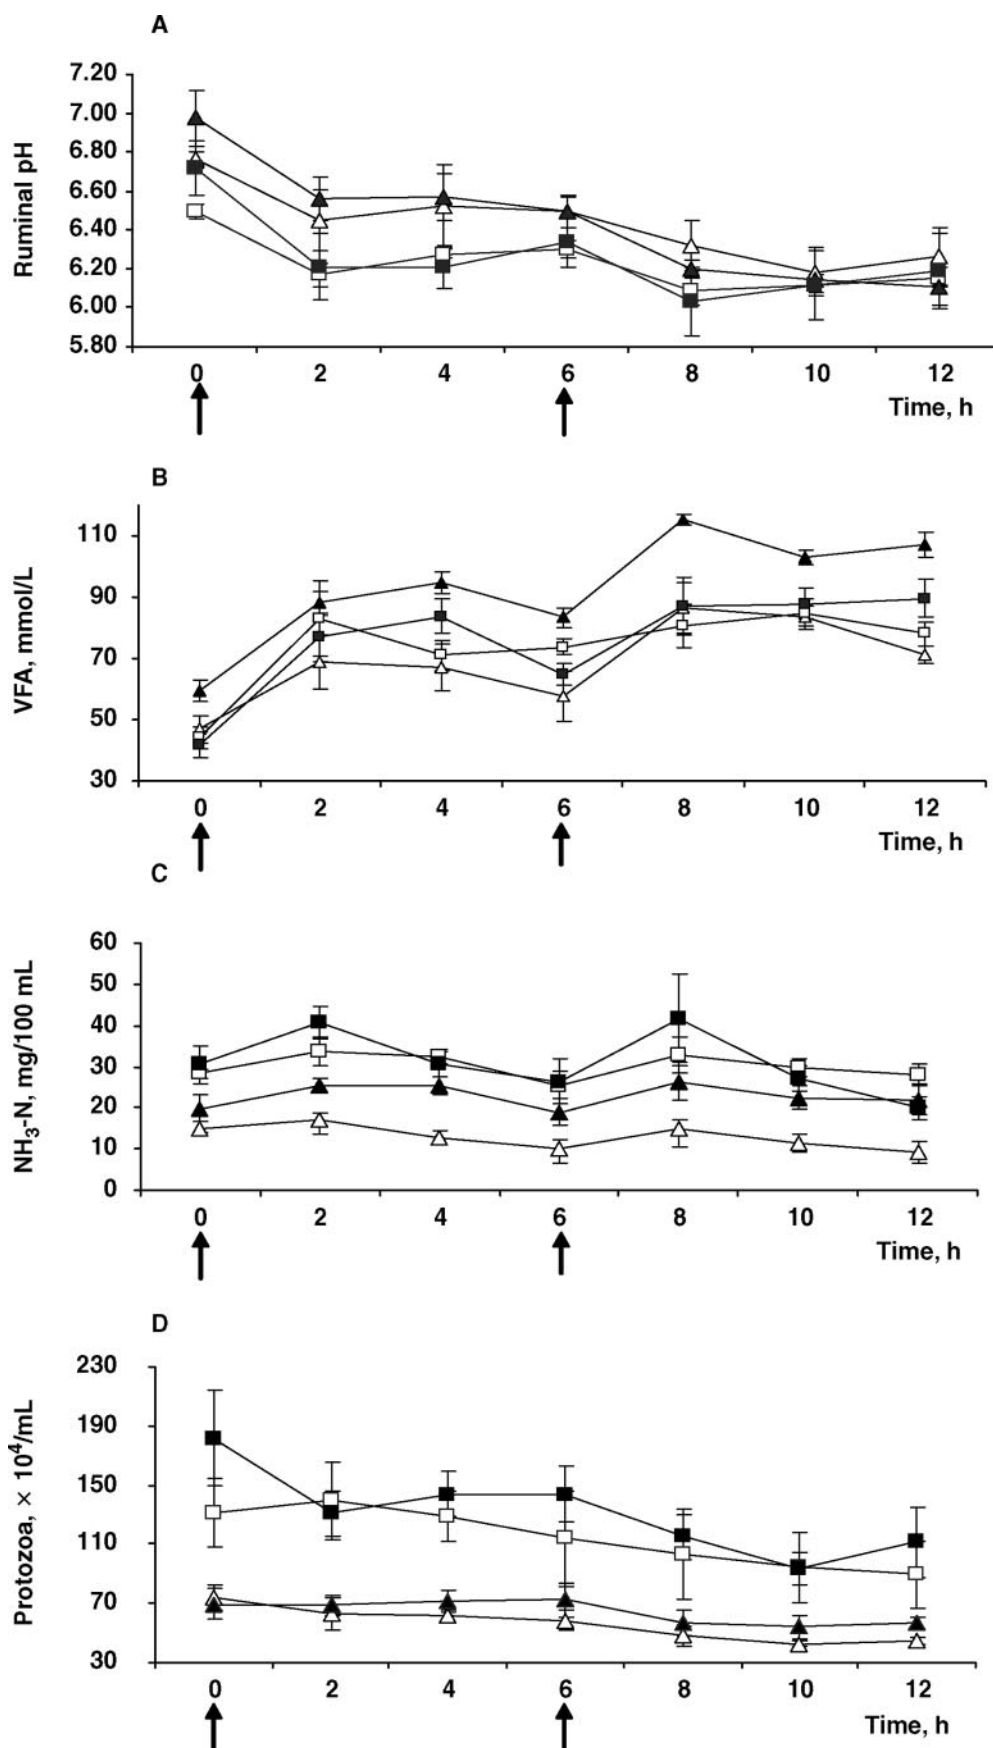 A
7.20
7.00
6.80
6.60
6.40
6.20
6.00
5.80
Ruminal pH
0 2 4 6 8 10 12
Time, h
B
110
90
70
50
30
VFA, mmol/L
0 2 4 6 8 10 12
Time, h
C
60
50
40
30
20
10
0
NH₃-N, mg/100 mL
0 2 4 6 8 10 12
Time, h
D
230
190
150
110
70
30
Protozoa, × 10⁴/mL
0 2 4 6 8 10 12
Time, h